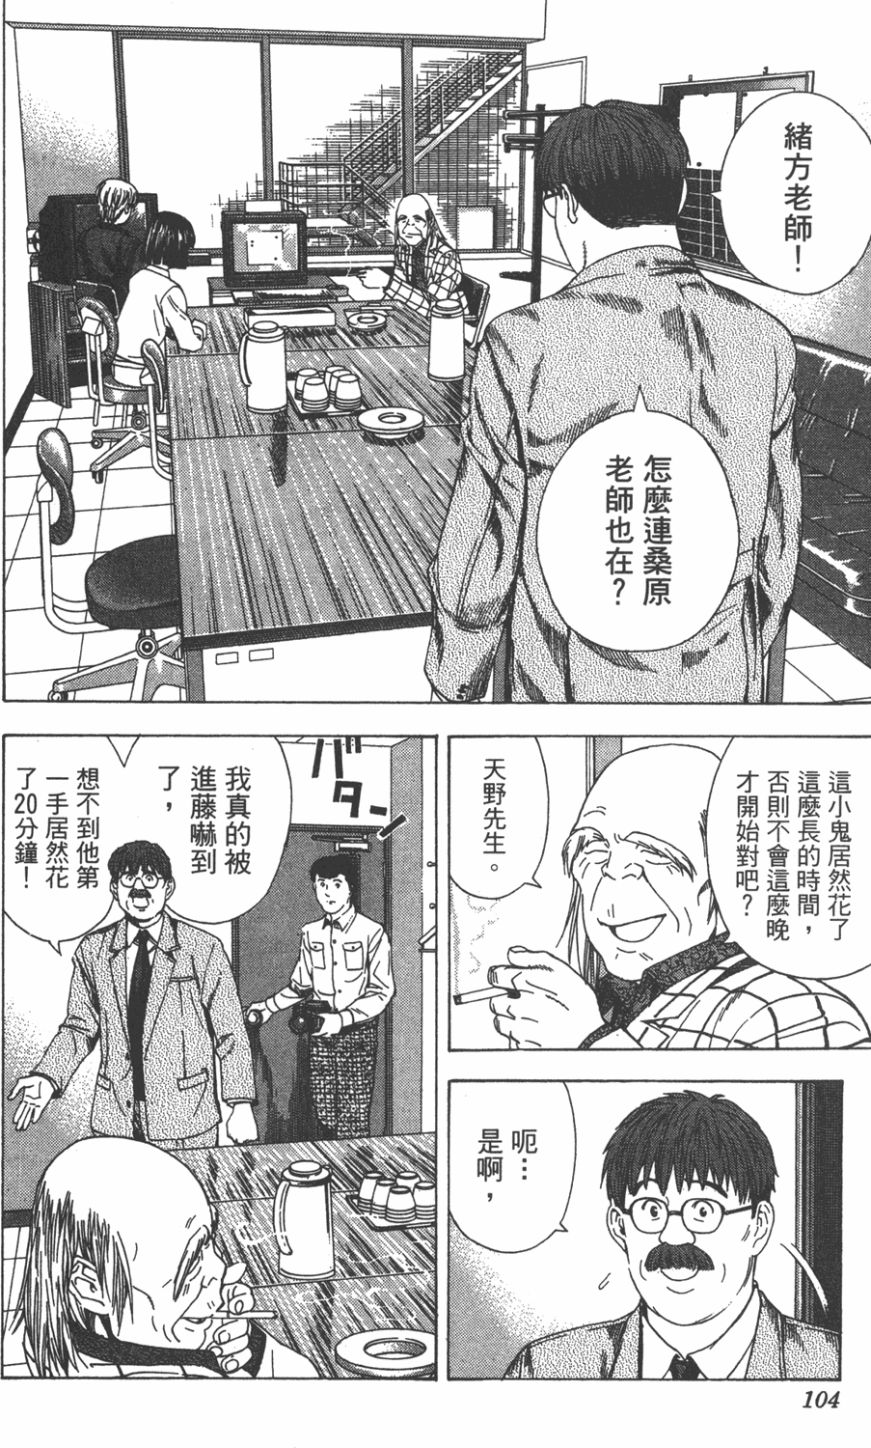 緒方老師！
怎麼連桑原
老師也在？
這小鬼居然花了
這麼長的時間，
否則不會這麼晚
才開始對吧？
天野先生。
呃…
是啊，
バターー
我真的被
進藤嚇到
了，
想不到他第
一手居然花
了20分鐘！
104